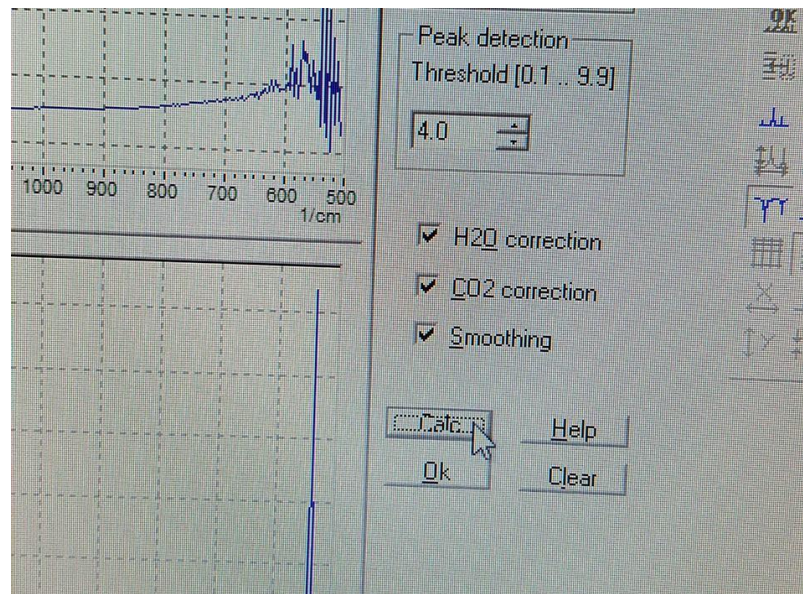 Peak detection
Threshold [0.1 .. 9.9]
4.0
1000 900 800 700 600 500
1/cm
H2O correction
CO2 correction
Smoothing
Calc
Help
Ok
Clear
X
Y